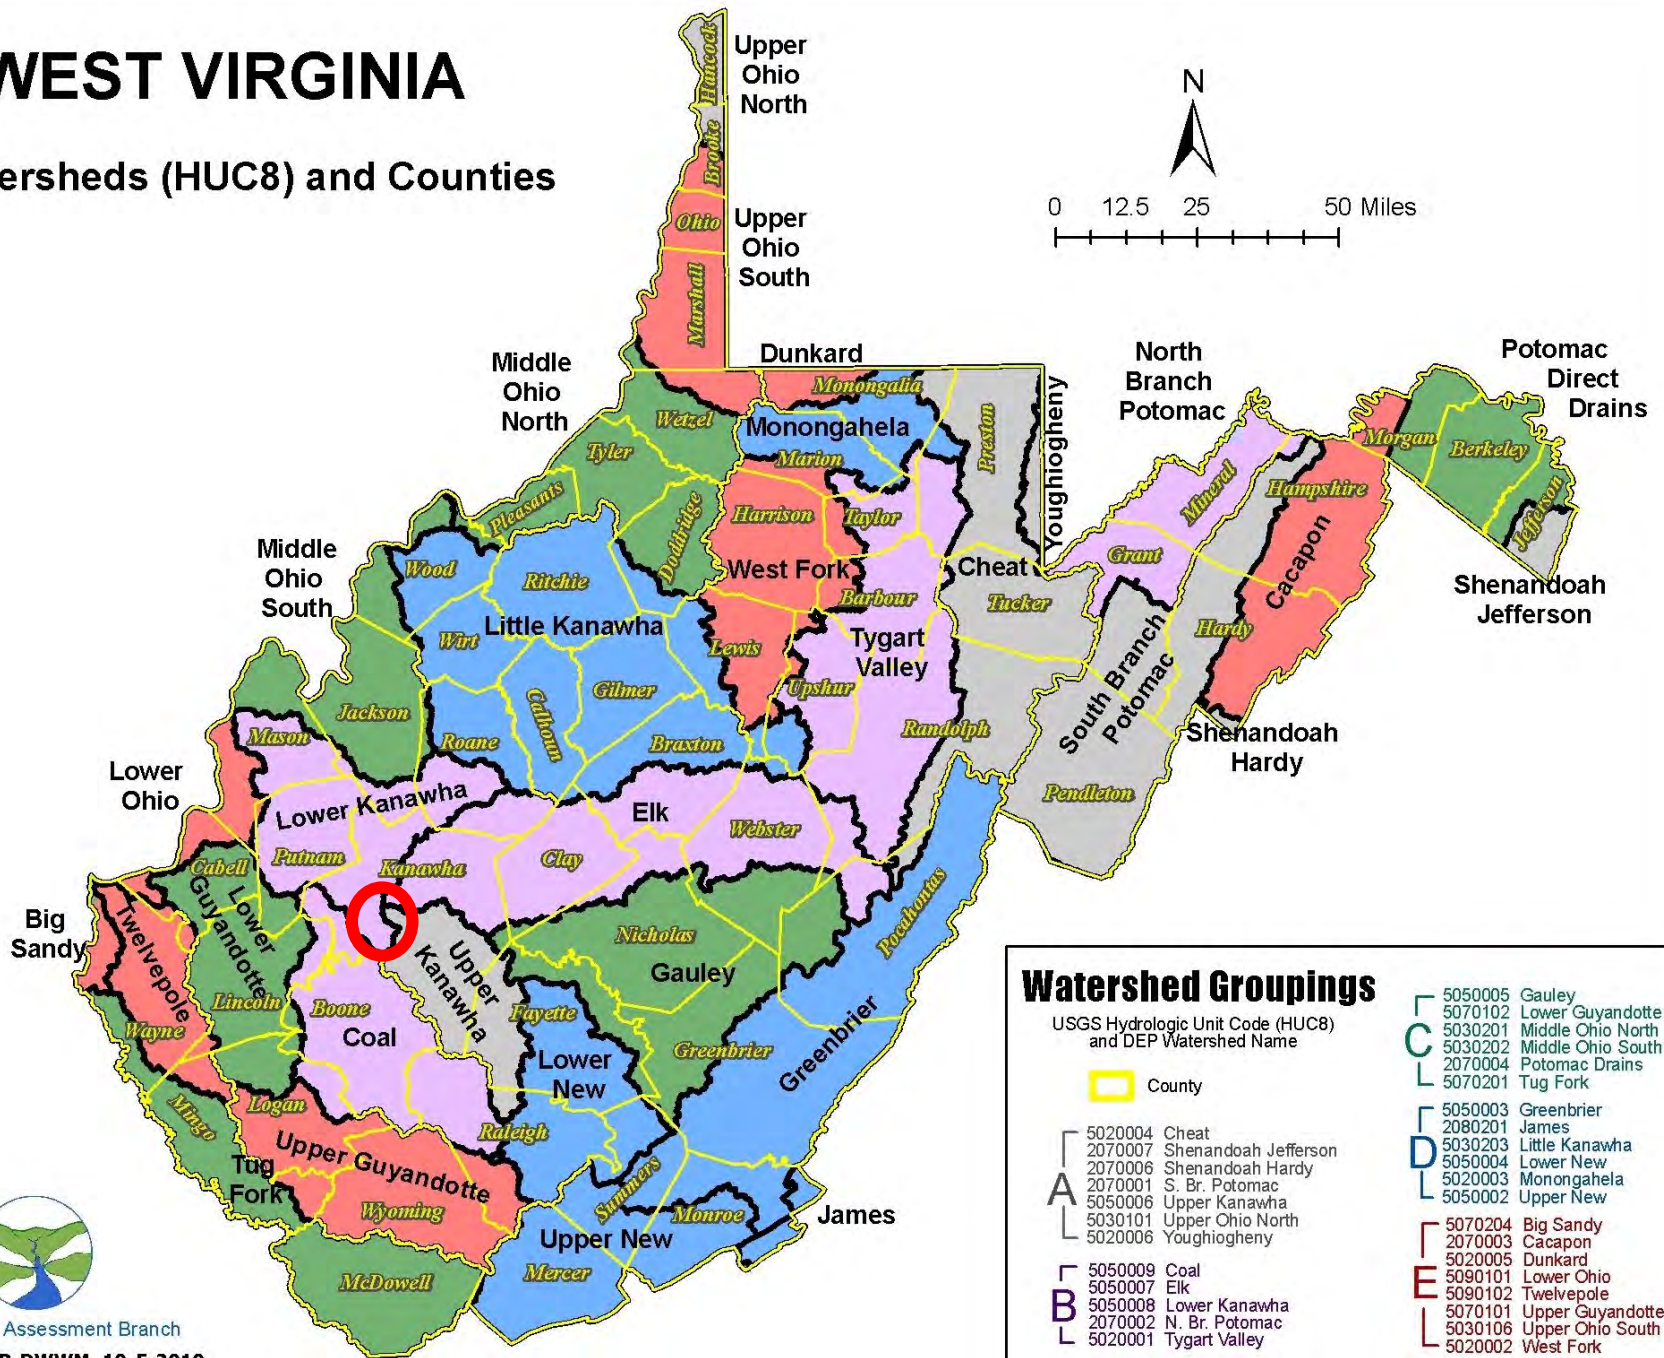 WEST VIRGINIA
ersheds (HUC8) and Counties
N
0 12.5 25 50 Miles
Upper
Ohio
North
Hancock
Brooke
Ohio
Upper
Ohio
South
Marshall
Dunkard
Middle
Ohio
North
Monongalia
Wetzel
Monongahela
Marion
Tyler
Preston
Youghiogheny
North
Branch
Potomac
Potomac
Direct
Drains
Morgan
Berkeley
Jefferson
Shenandoah
Jefferson
Mineral
Hampshire
Cacapon
Grant
Hardy
Pleasants
Doddridge
Harrison
Taylor
West Fork
Barbour
Cheat
Tucker
Middle
Ohio
South
Wood
Ritchie
Wirt
Little Kanawha
Lewis
Tygart
Valley
Upshur
Gilmer
Calhoun
Jackson
Roane
Braxton
Randolph
South Branch
Potomac
Shenandoah
Hardy
Pendleton
Mason
Lower
Ohio
Lower Kanawha
Elk
Webster
Putnam
Kanawha
Clay
Cabell
Lower
Guyandotte
Pocahontas
Big
Sandy
Twelvepole
Upper
Kanawha
Nicholas
Gauley
Lincoln
Boone
Coal
Fayette
Wayne
Lower
New
Greenbrier
Greenbrier
Mingo
Logan
Raleigh
Upper Guyandotte
Tug
Fork
Wyoming
Summers
Monroe
James
Upper New
Mercer
McDowell
Assessment Branch
Watershed Groupings
USGS Hydrologic Unit Code (HUC8)
and DEP Watershed Name
County
A
5020004 Cheat
2070007 Shenandoah Jefferson
2070006 Shenandoah Hardy
2070001 S. Br. Potomac
5050006 Upper Kanawha
5030101 Upper Ohio North
5020006 Youghiogheny
B
5050009 Coal
5050007 Elk
5050008 Lower Kanawha
2070002 N. Br. Potomac
5020001 Tygart Valley
C
5050005 Gauley
5070102 Lower Guyandotte
5030201 Middle Ohio North
5030202 Middle Ohio South
2070004 Potomac Drains
5070201 Tug Fork
D
5050003 Greenbrier
2080201 James
5030203 Little Kanawha
5050004 Lower New
5020003 Monongahela
5050002 Upper New
E
5070204 Big Sandy
2070003 Cacapon
5020005 Dunkard
5090101 Lower Ohio
5090102 Twelvepole
5070101 Upper Guyandotte
5030106 Upper Ohio South
5020002 West Fork